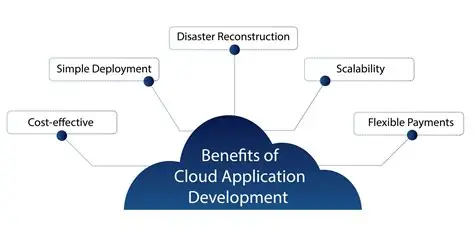 Disaster Reconstruction
Simple Deployment
Scalability
Cost-effective
Flexible Payments
Benefits of
Cloud Application
Development